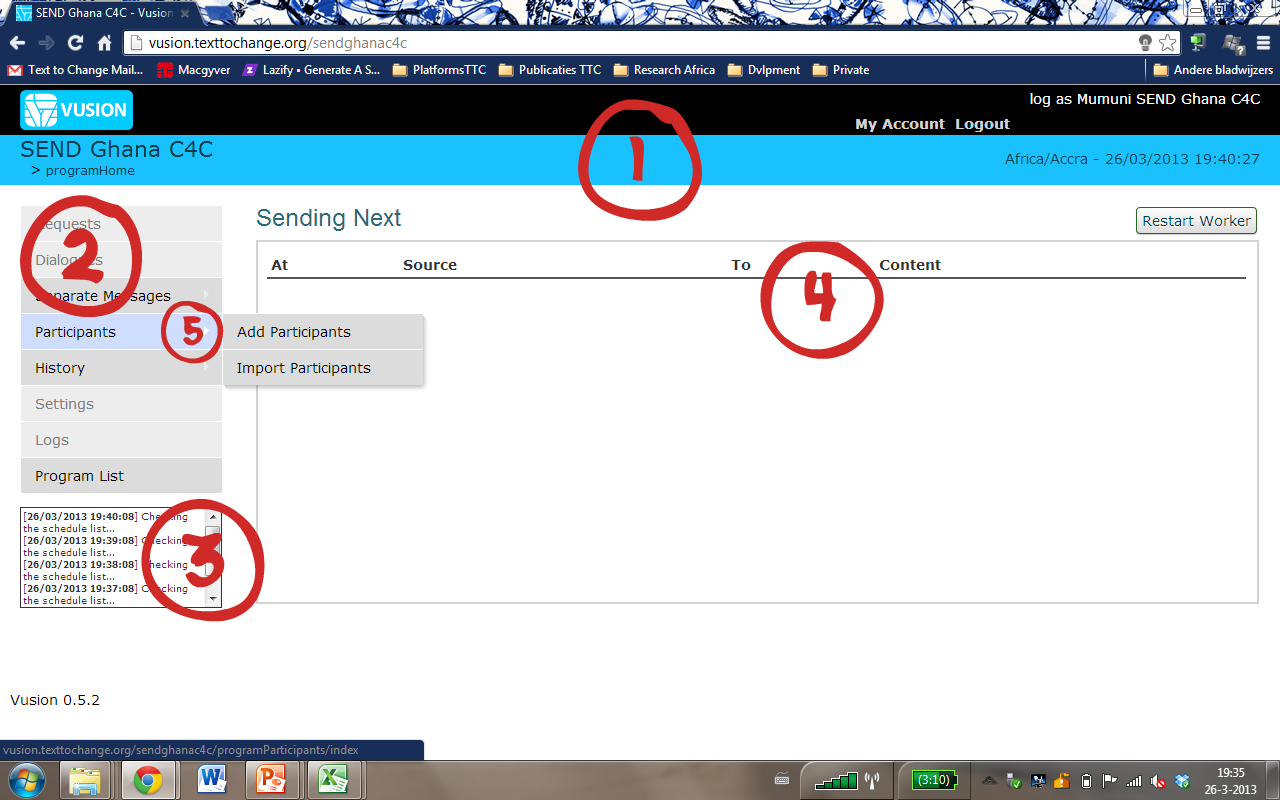 SEND Ghana C4C - Vusion
vusion.texttochange.org/sendghanac4c
Text to Change Mail... Macgyver Lazify • Generate A S... PlatformsTTC Publicaties TTC Research Africa Dvlpment Private Andere bladwijzers
VUSION
log as Mumuni SEND Ghana C4C
My Account Logout
SEND Ghana C4C
> programHome
Africa/Accra - 26/03/2013 19:40:27
1
Requests
Dialogues
Separate Messages
Participants
History
Settings
Logs
Program List
2
5
Add Participants
Import Participants
Sending Next
Restart Worker
At Source To Content
4
[26/03/2013 19:40:08] Checking
the schedule list...
[26/03/2013 19:39:08] Checking
the schedule list...
[26/03/2013 19:38:08] Checking
the schedule list...
[26/03/2013 19:37:08] Checking
the schedule list...
3
Vusion 0.5.2
vusion.texttochange.org/sendghanac4c/programParticipants/index
(3:10)
19:35
26-3-2013